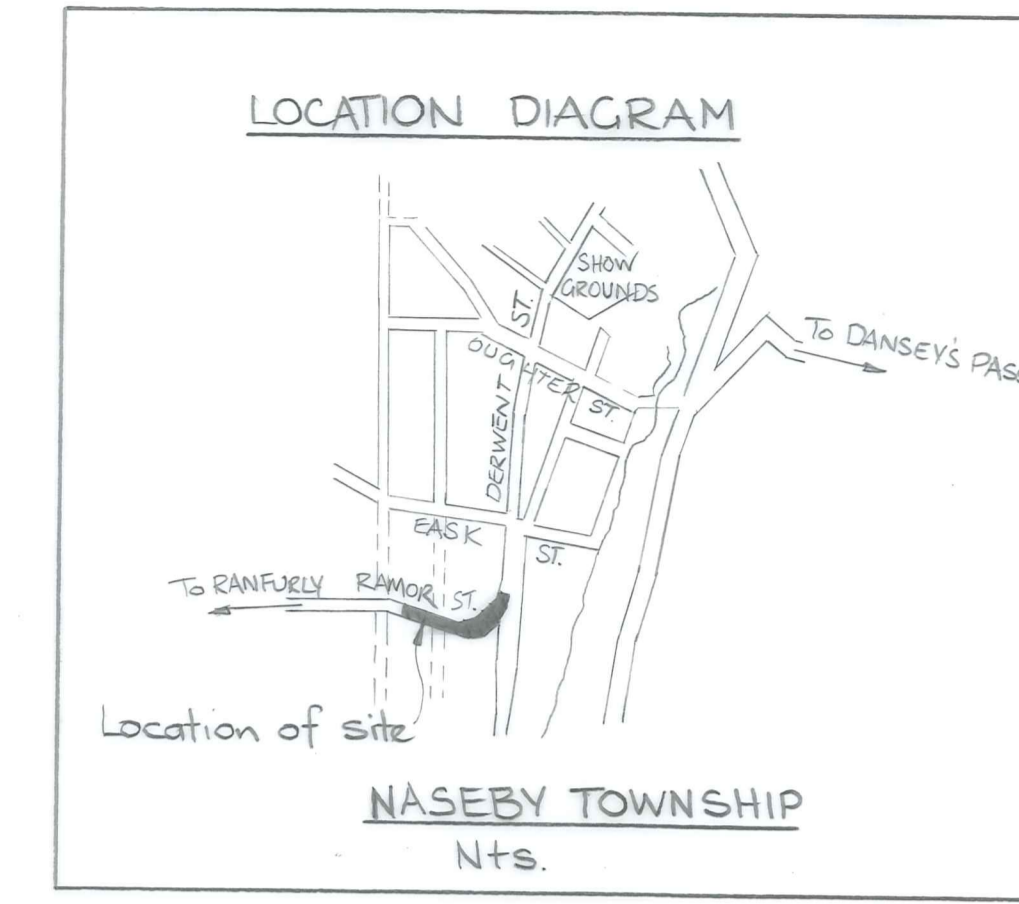 LOCATION DIAGRAM
SHOW
GROUNDS
ST.
To DANSEY'S PAS
OUGHTER ST.
DERWENT
EASK ST.
To RANFURLY
RAMOR ST.
Location of site
NASEBY TOWNSHIP
Nts.